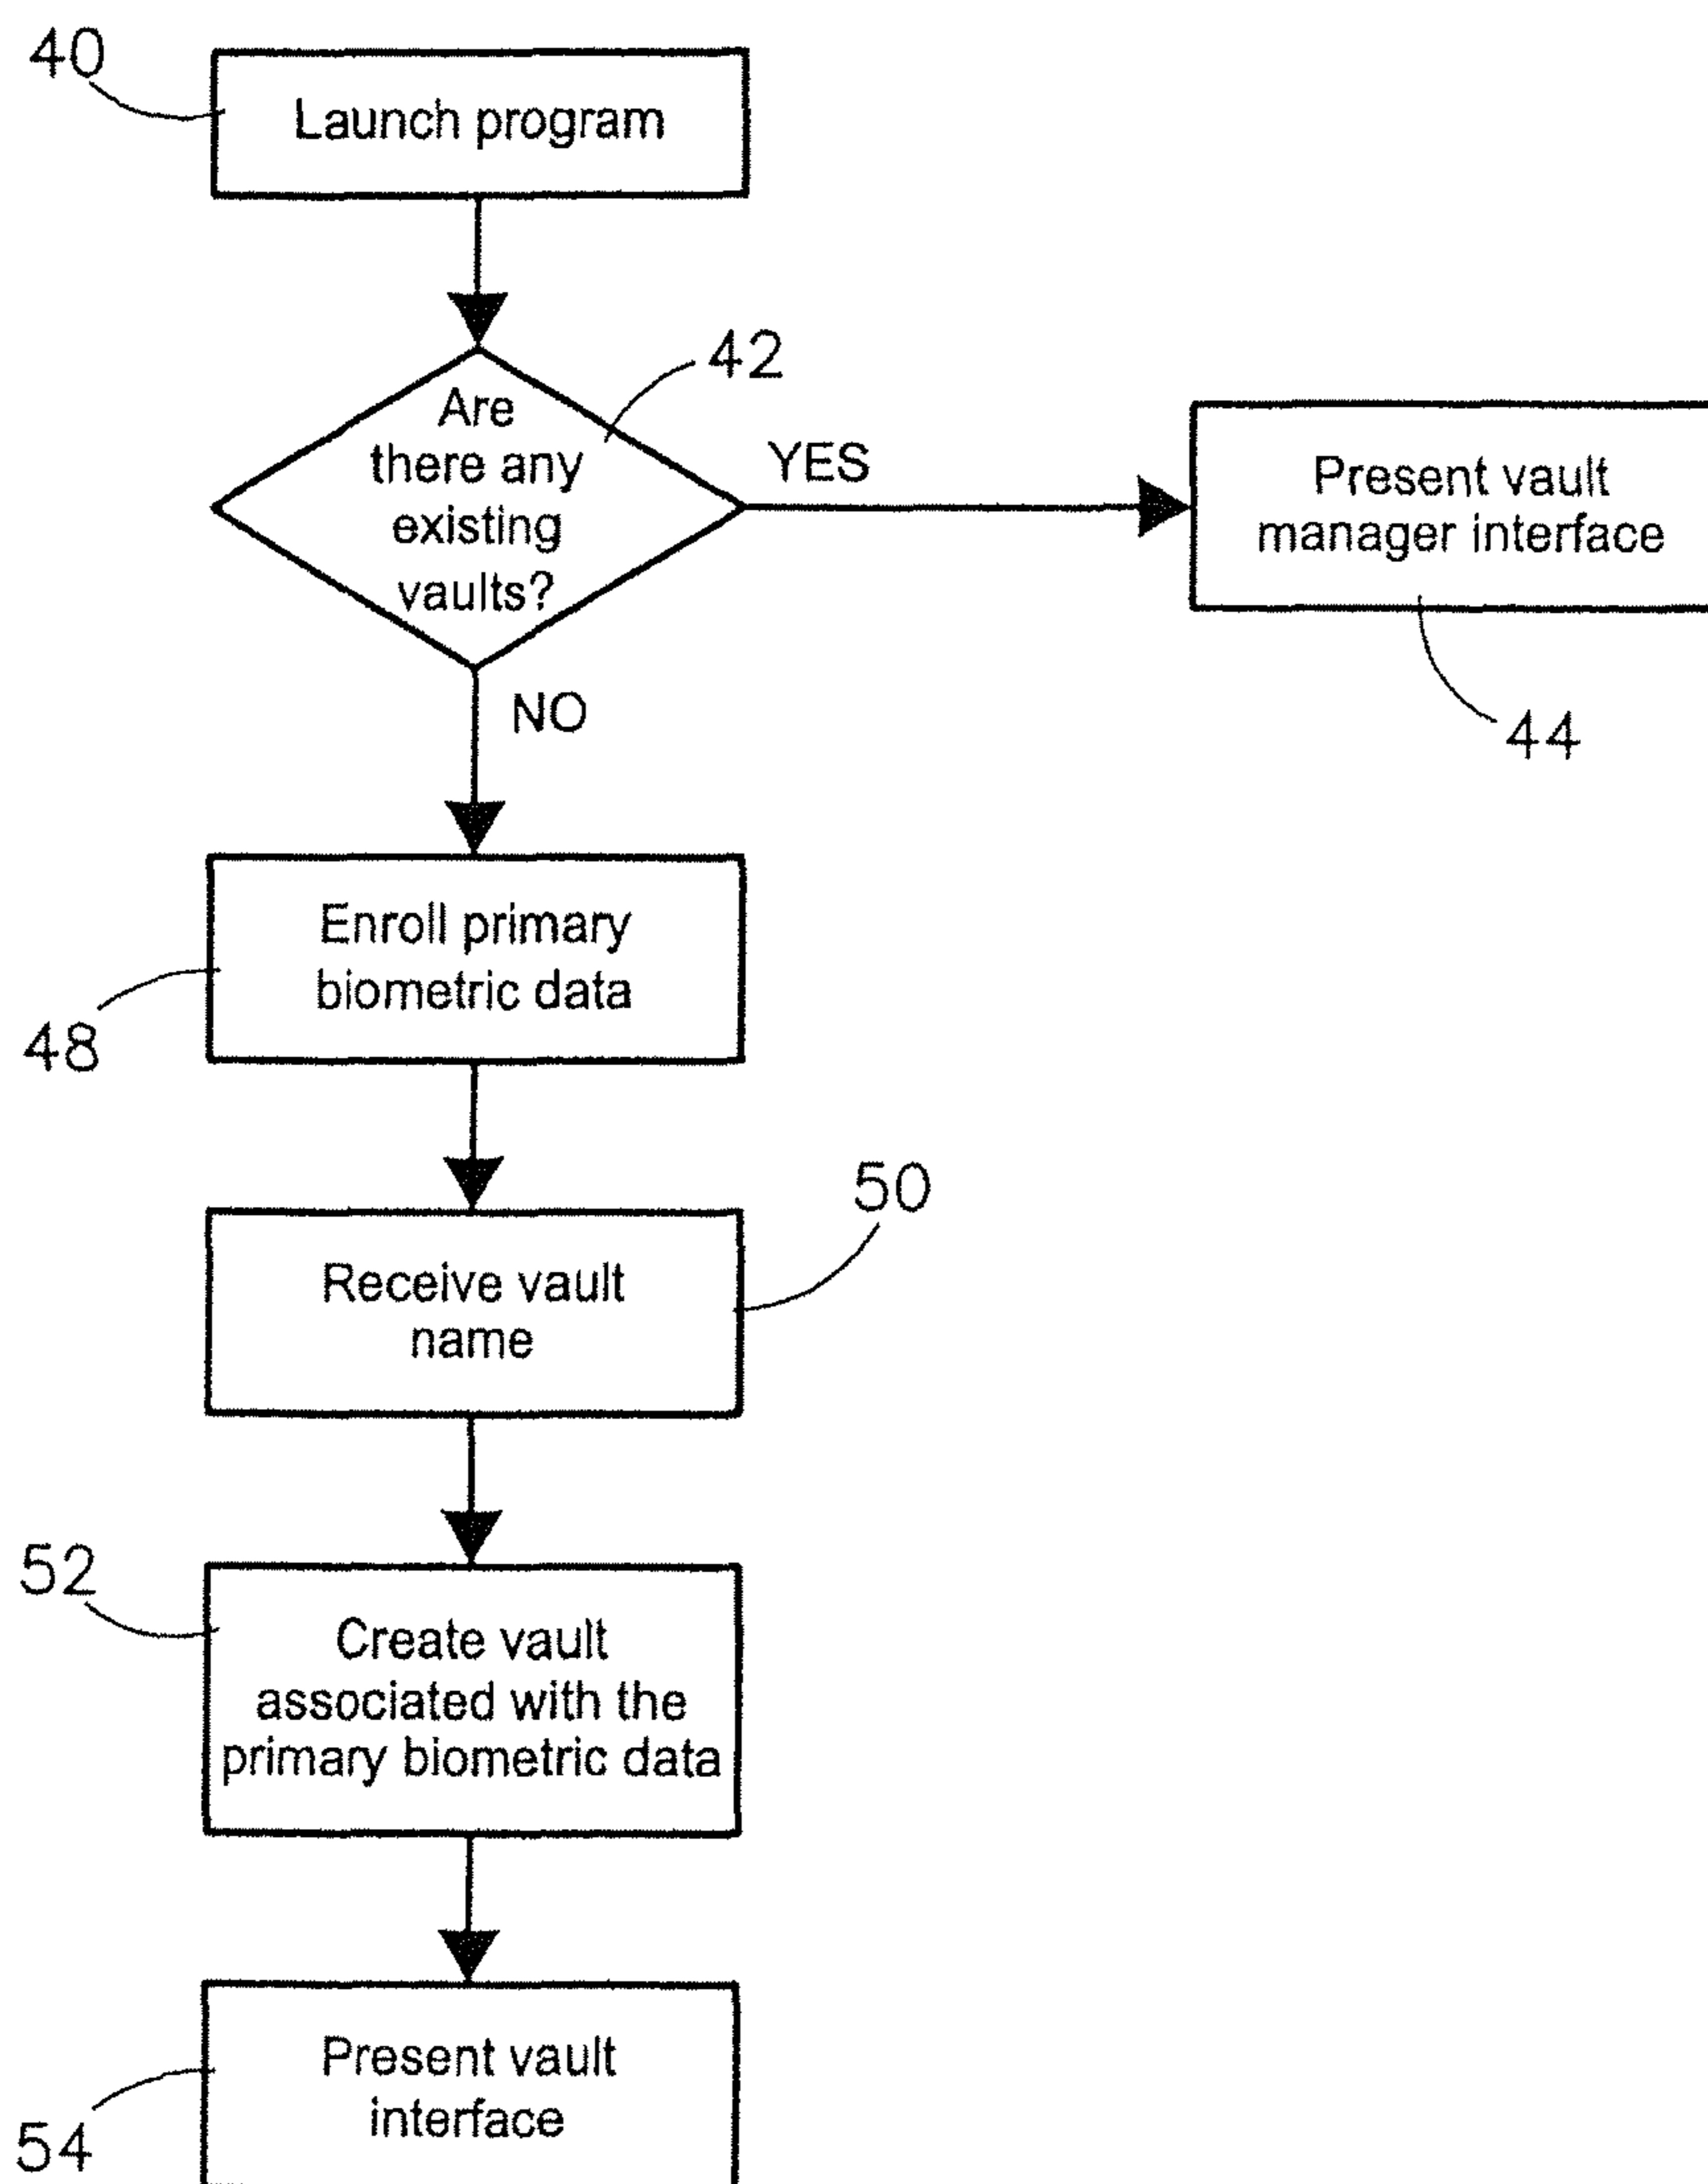 40
Launch program
42
Are
there any
existing
vaults?
YES
Present vault
manager interface
44
NO
Enroll primary
biometric data
48
50
Receive vault
name
52
Create vault
associated with the
primary biometric data
Present vault
interface
54